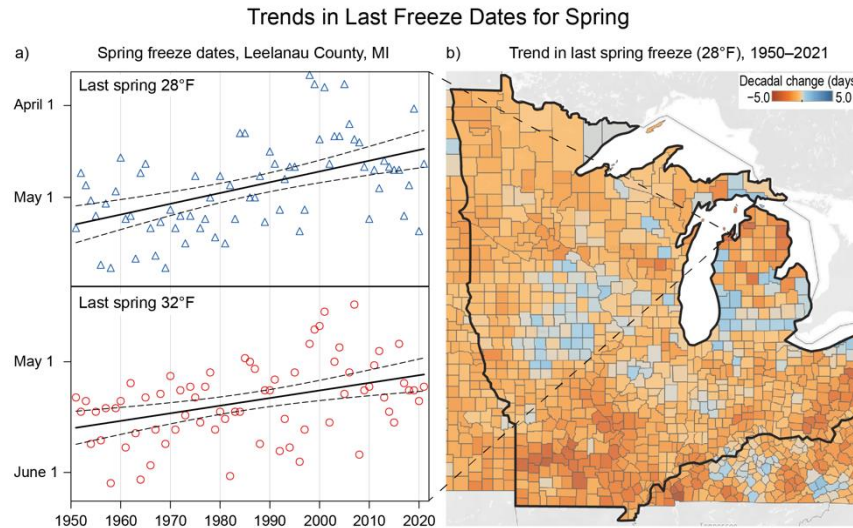 Trends in Last Freeze Dates for Spring
a) Spring freeze dates, Leelanau County, MI
b) Trend in last spring freeze (28°F), 1950–2021
Last spring 28°F
April 1
May 1
Last spring 32°F
May 1
June 1
1950 1960 1970 1980 1990 2000 2010 2020
Decadal change (days)
−5.0 5.0